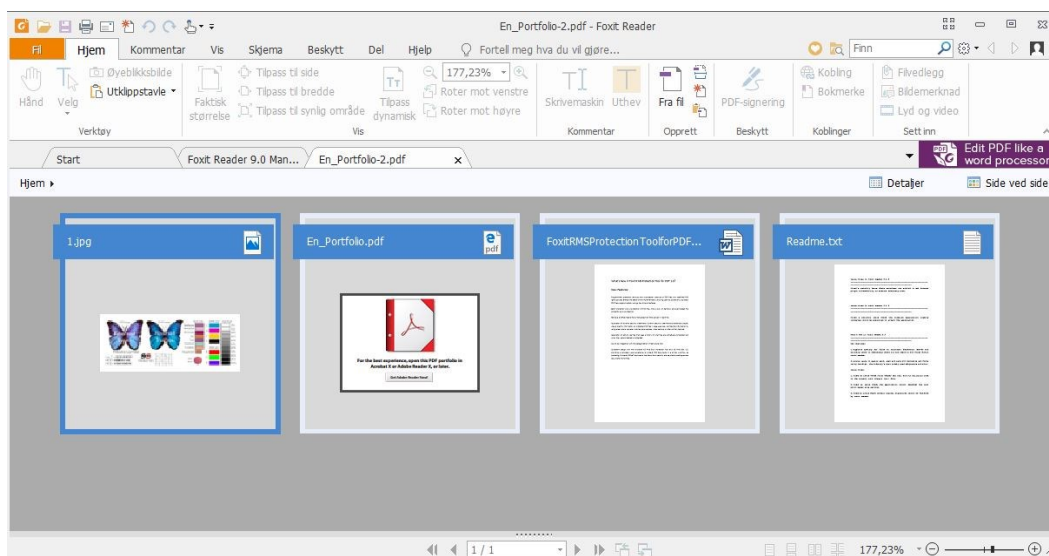 En_Portfolio-2.pdf - Foxit Reader
Fil Hjem Kommentar Vis Skjema Beskytt Del Hjelp Fortell meg hva du vil gjøre... Finn
Hånd
Velg
Øyeblikksbilde
Utklippstavle
Verktøy
Faktisk
størrelse
Tilpass til side
Tilpass til bredde
Tilpass til synlig område
Tilpass
dynamisk
177,23%
Roter mot venstre
Roter mot høyre
Vis
Skrivemaskin
Uthev
Kommentar
Fra fil
Opprett
PDF-signering
Beskytt
Kobling
Bokmerke
Koblinger
Filvedlegg
Bildemerknad
Lyd og video
Sett inn
Start
Foxit Reader 9.0 Man...
En_Portfolio-2.pdf
Edit PDF like a
word processor
Hjem
Detaljer
Side ved side
1.jpg
En_Portfolio.pdf
pdf
For the best experience, open this PDF portfolio in
Acrobat X or Adobe Reader X, or later.
Get Adobe Reader Now!
FoxitRMSProtectionToolforPDF...
Readme.txt
1 / 1
177,23%